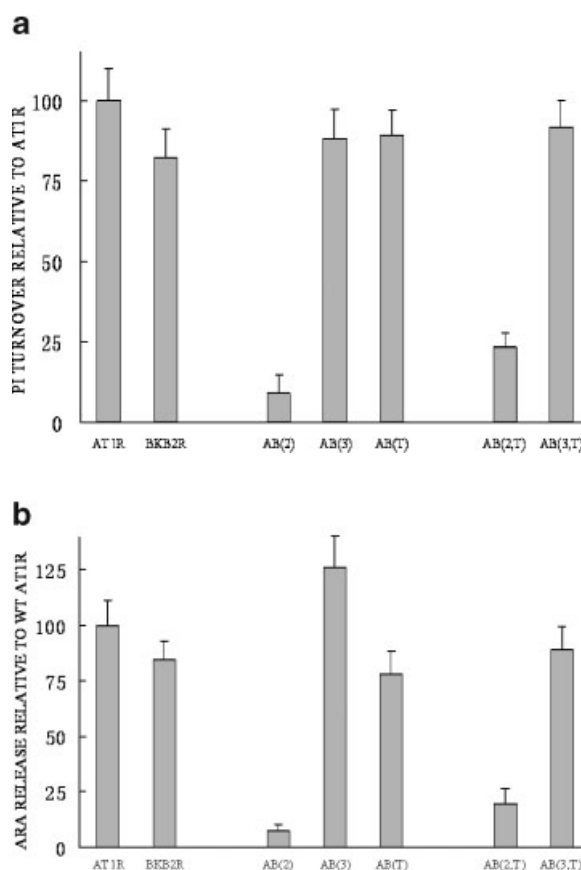 a
PI TURNOVER RELATIVE TO AT1R
100
75
50
25
0
AT1R BKB2R AB(2) AB(3) AB(T) AB(2,T) AB(3,T)
b
ARA RELEASE RELATIVE TO WT AT1R
125
100
75
50
25
0
AT1R BKB2R AB(2) AB(3) AB(T) AB(2,T) AB(3,T)